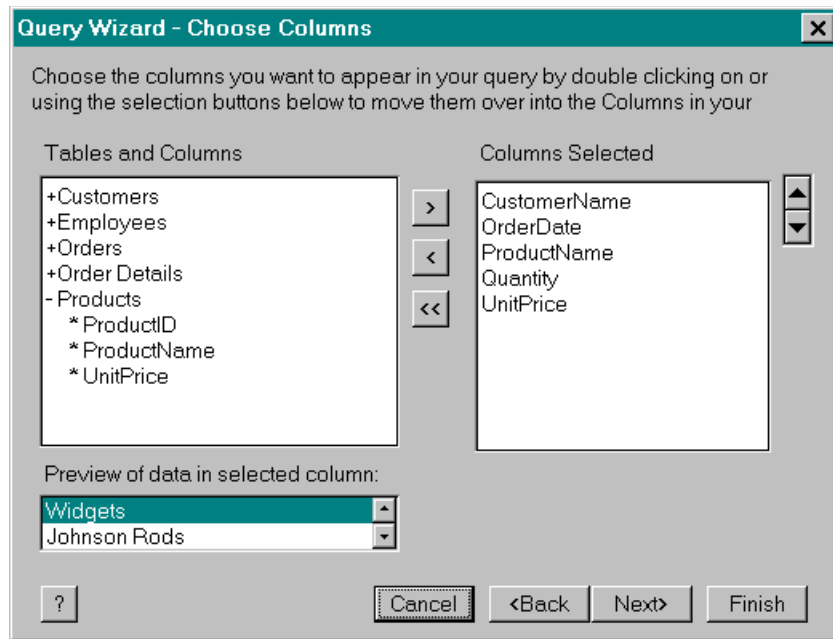 Query Wizard - Choose Columns
Choose the columns you want to appear in your query by double clicking on or
using the selection buttons below to move them over into the Columns in your
Tables and Columns
+Customers
+Employees
+Orders
+Order Details
- Products
* ProductID
* ProductName
* UnitPrice
>
<
<<
Columns Selected
CustomerName
OrderDate
ProductName
Quantity
UnitPrice
Preview of data in selected column:
Widgets
Johnson Rods
?
Cancel
<Back
Next>
Finish